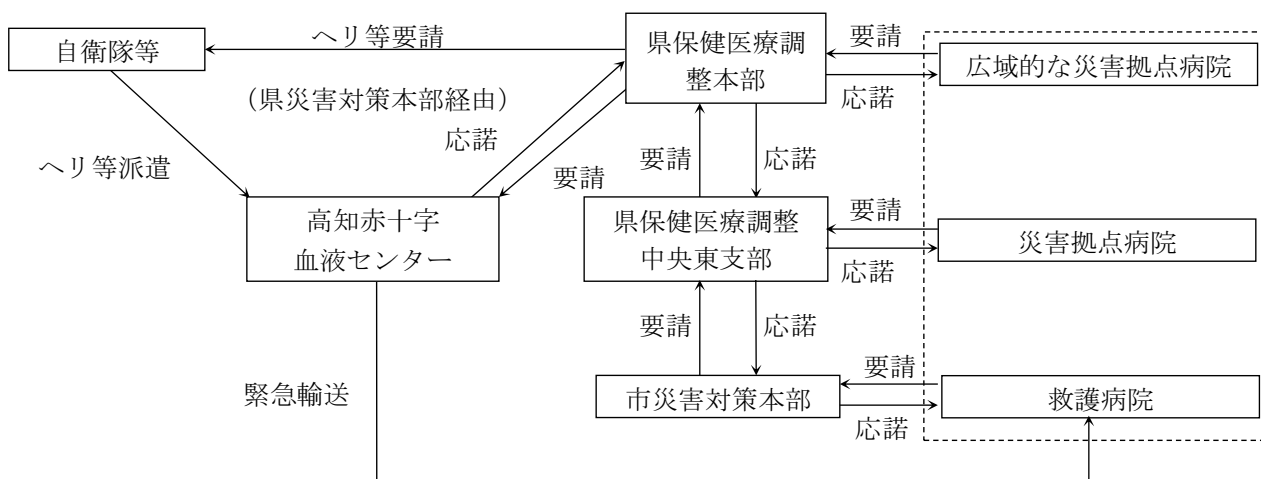 ヘリ等要請
自衛隊等
県保健医療調
整本部
要請
広域的な災害拠点病院
応諾
（県災害対策本部経由）
応諾
ヘリ等派遣
要請
要請
応諾
高知赤十字
血液センター
県保健医療調整
中央東支部
要請
災害拠点病院
応諾
要請
応諾
緊急輸送
市災害対策本部
要請
救護病院
応諾